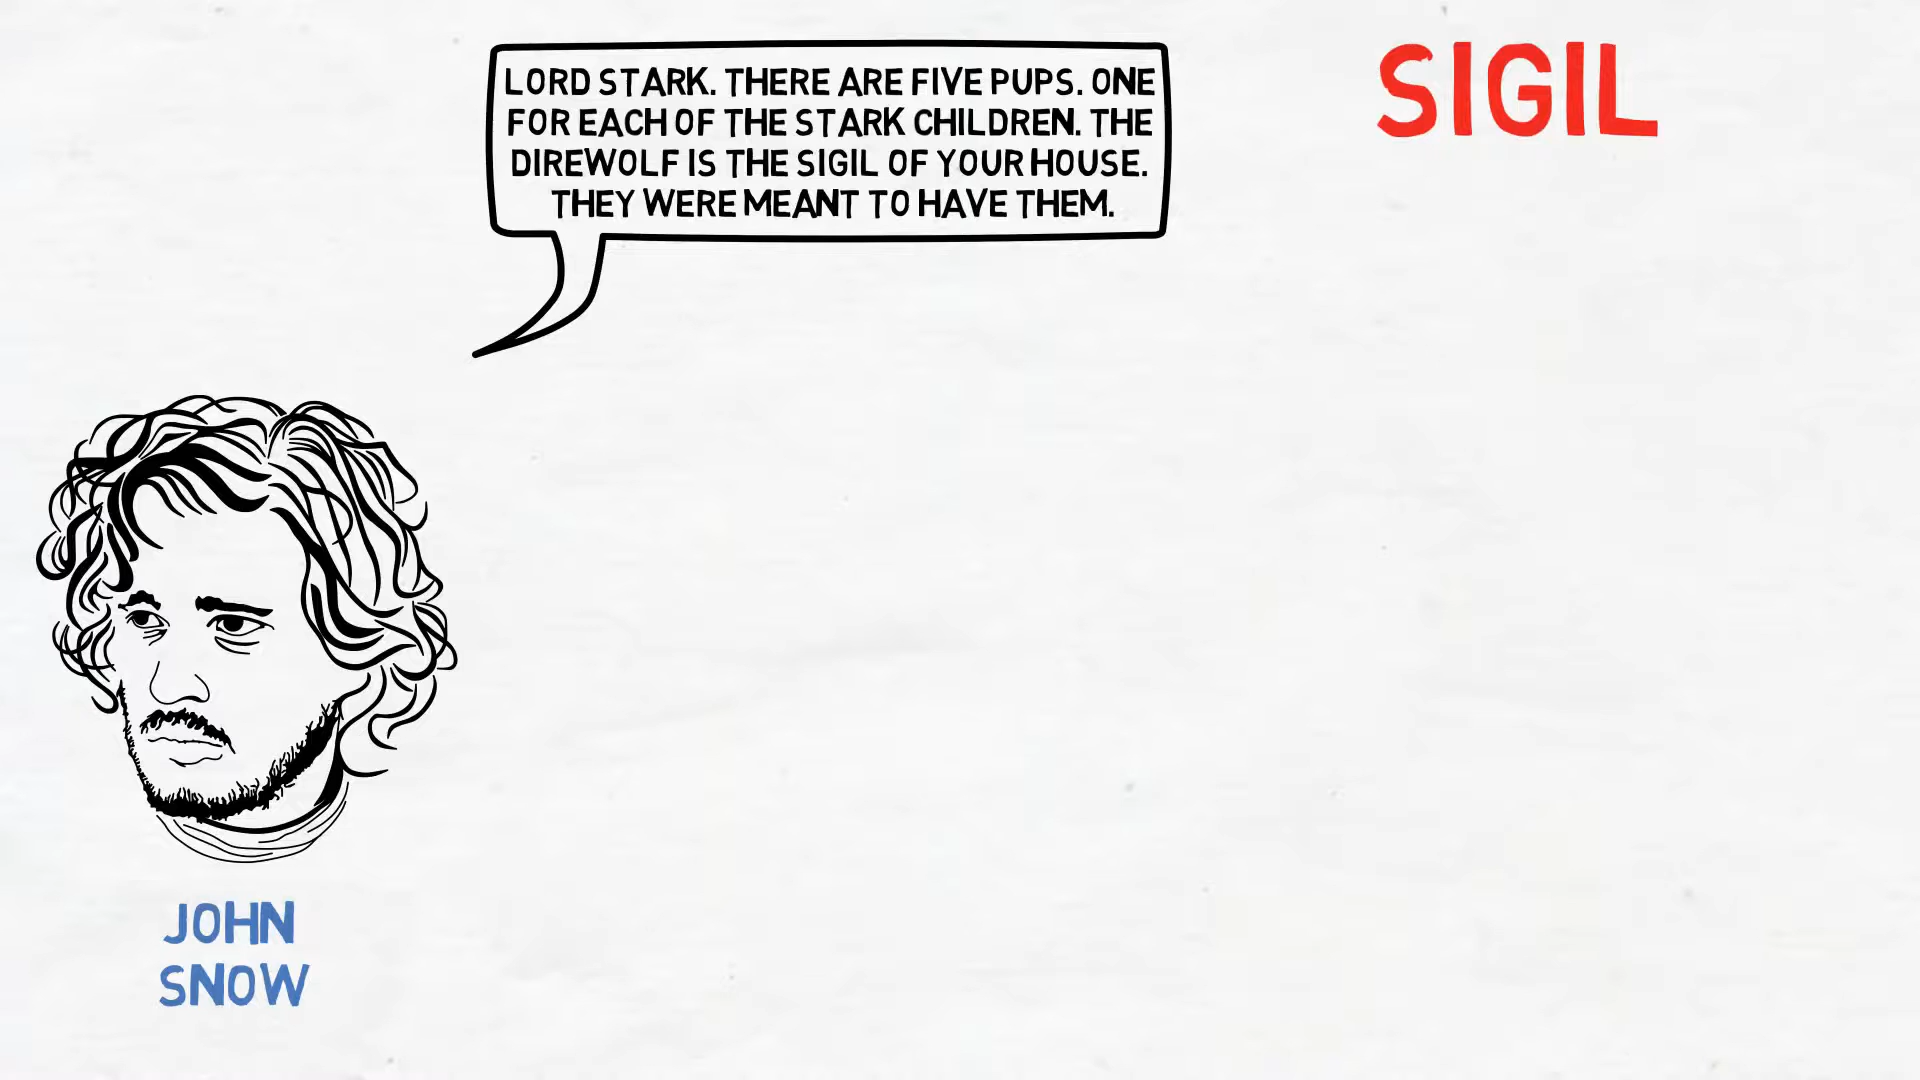 LORD STARK. THERE ARE FIVE PUPS. ONE
FOR EACH OF THE STARK CHILDREN. THE
DIREWOLF IS THE SIGIL OF YOUR HOUSE.
THEY WERE MEANT TO HAVE THEM.
SIGIL
JOHN
SNOW